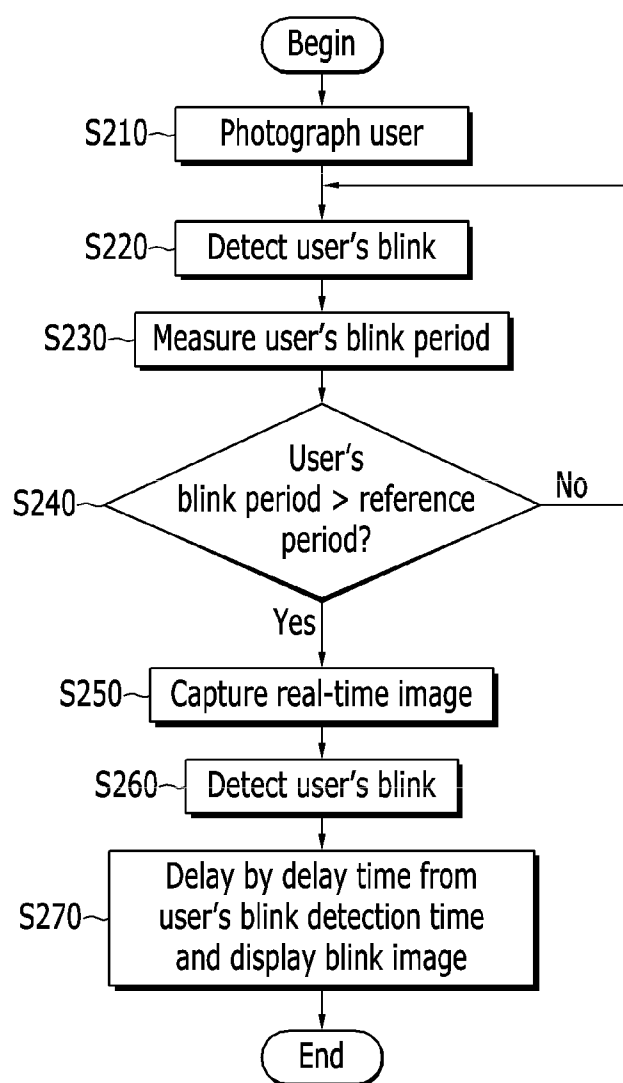 Begin
S210
Photograph user
S220
Detect user's blink
S230
Measure user's blink period
S240
User's
blink period > reference
period?
No
Yes
S250
Capture real-time image
S260
Detect user's blink
S270
Delay by delay time from
user's blink detection time
and display blink image
End